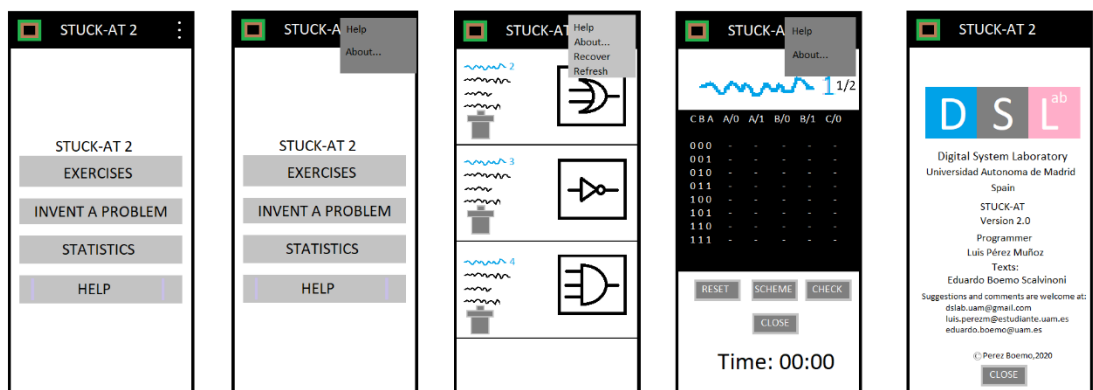 STUCK-AT 2
STUCK-AT 2
EXERCISES
INVENT A PROBLEM
STATISTICS
HELP
STUCK-A
Help
About...
STUCK-AT 2
EXERCISES
INVENT A PROBLEM
STATISTICS
HELP
STUCK-AT
Help
About...
Recover
Refresh
2
3
4
STUCK-A
Help
About...
1 1/2
C B A A/0 A/1 B/0 B/1 C/0
000 - - - - -
001 - - - - -
010 - - - - -
011 - - - - -
100 - - - - -
101 - - - - -
110 - - - - -
111 - - - - -
RESET SCHEME CHECK
CLOSE
Time: 00:00
STUCK-AT 2
DSLab
Digital System Laboratory
Universidad Autonoma de Madrid
Spain
STUCK-AT
Version 2.0
Programmer
Luis Pérez Muñoz
Texts:
Eduardo Boemo Scalvinoni
Suggestions and comments are welcome at:
dslab.uam@gmail.com
luis.perezm@estudiante.uam.es
eduardo.boemo@uam.es
© Perez Boemo,2020
CLOSE